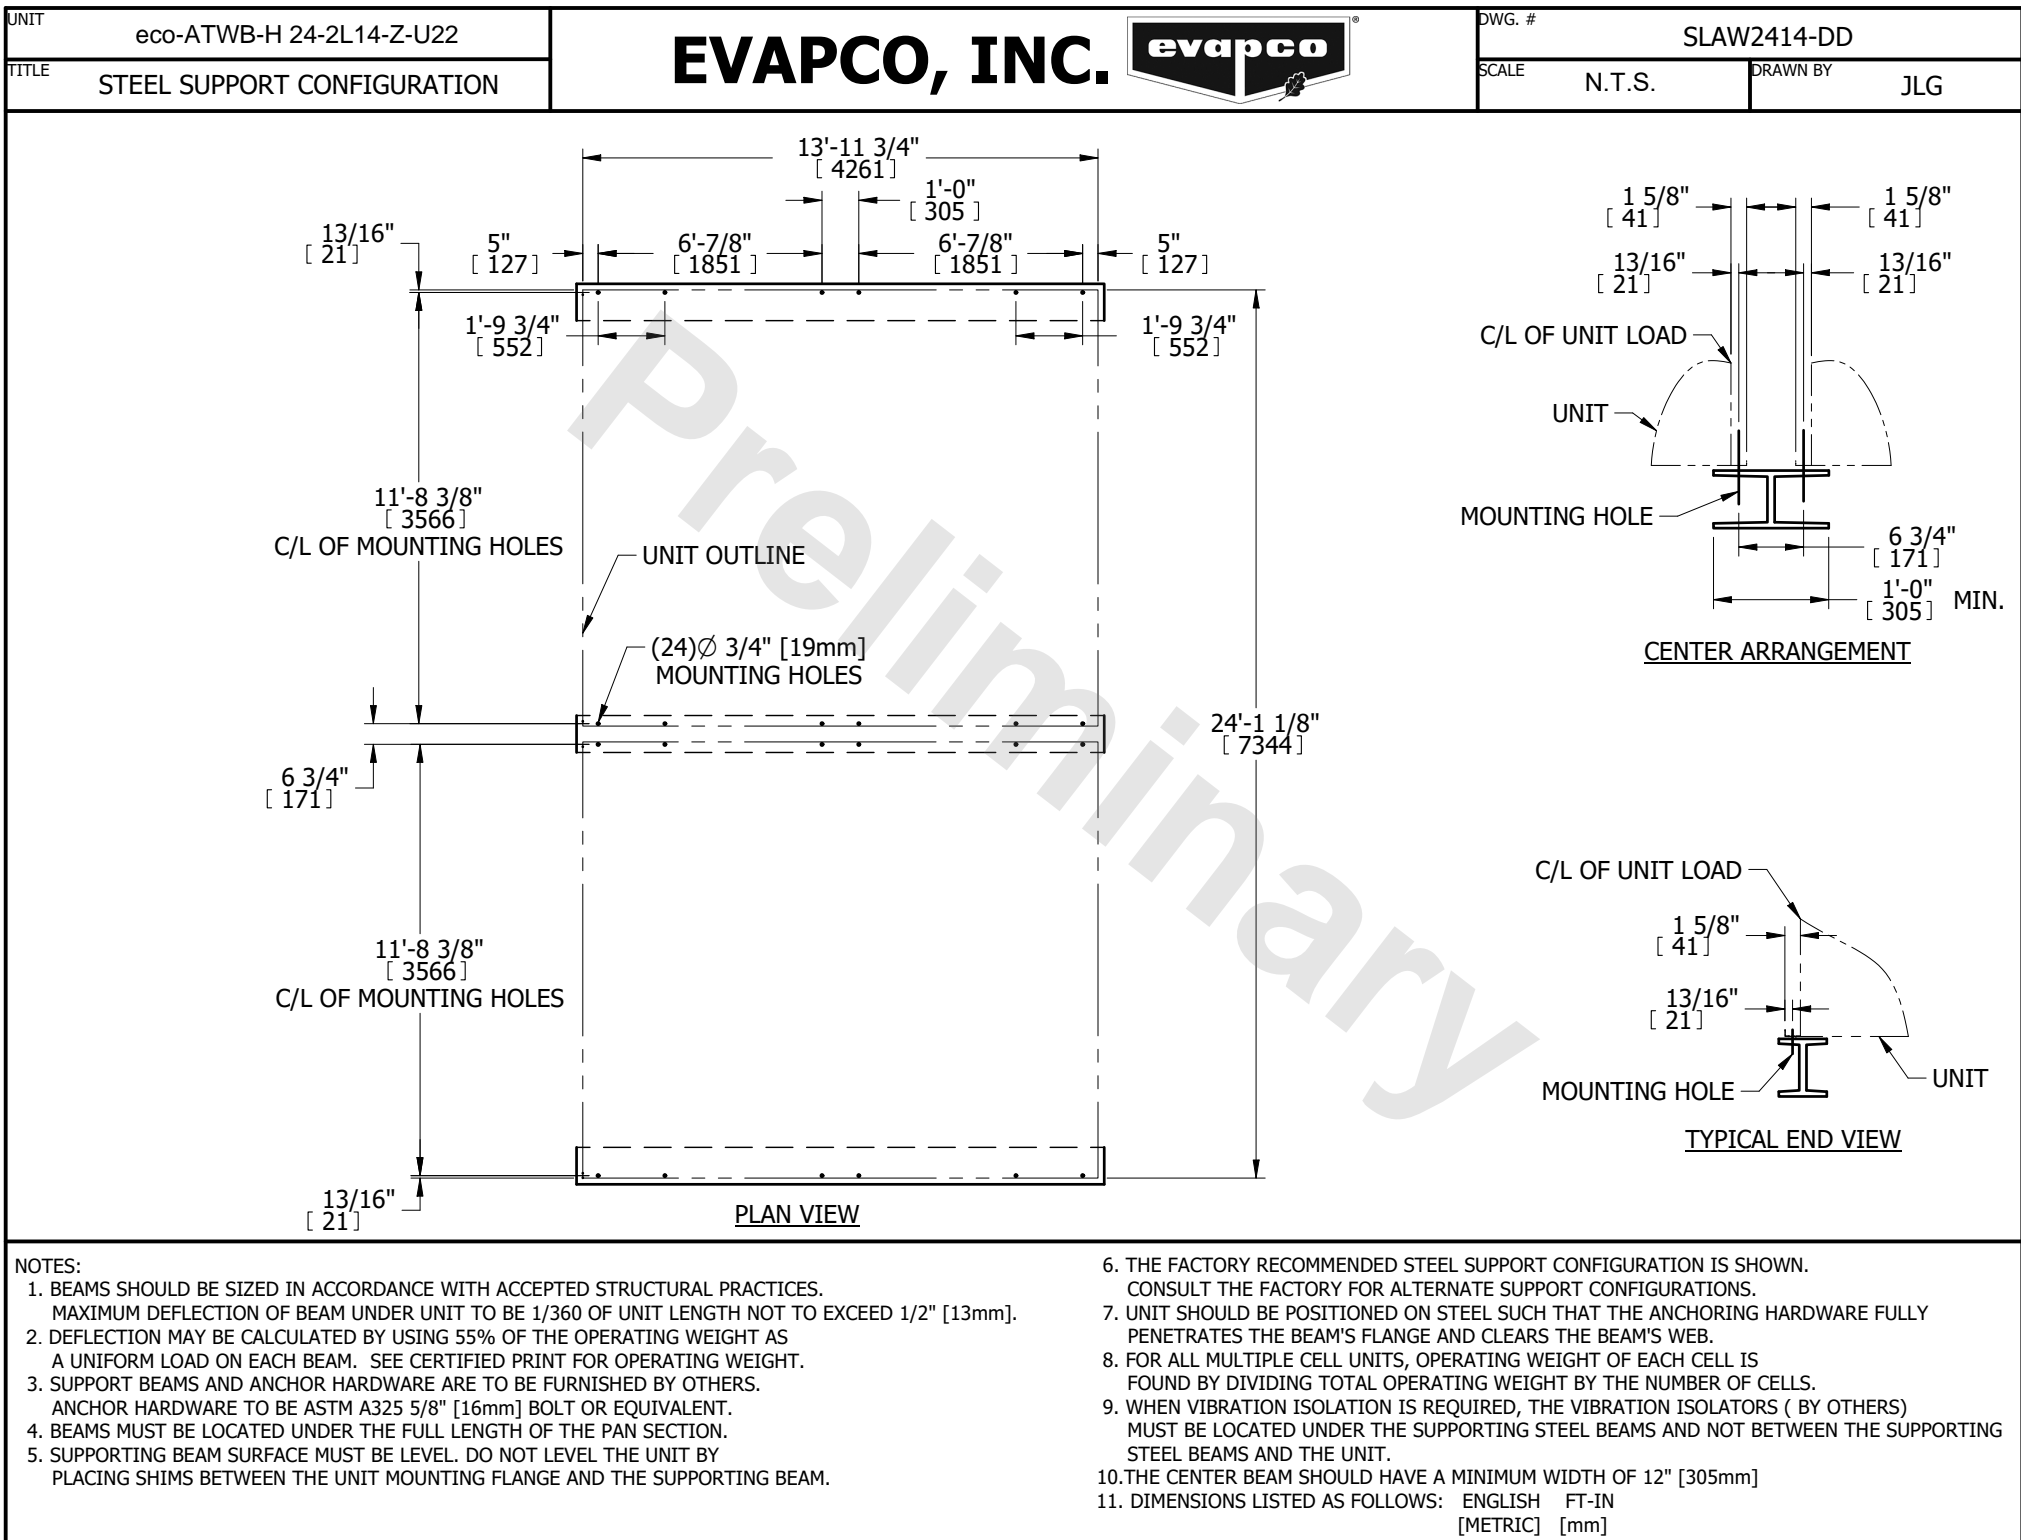 UNIT
eco-ATWB-H 24-2L14-Z-U22
TITLE
STEEL SUPPORT CONFIGURATION
EVAPCO, INC.
evapco
®
DWG. #
SLAW2414-DD
SCALE
N.T.S.
DRAWN BY
JLG
13'-11 3/4"
[ 4261 ]
1'-0"
[ 305 ]
13/16"
[ 21 ]
5"
[ 127 ]
6'-7/8"
[ 1851 ]
6'-7/8"
[ 1851 ]
5"
[ 127 ]
1'-9 3/4"
[ 552 ]
1'-9 3/4"
[ 552 ]
11'-8 3/8"
[ 3566 ]
C/L OF MOUNTING HOLES
UNIT OUTLINE
(24)∅ 3/4" [19mm]
MOUNTING HOLES
6 3/4"
[ 171 ]
24'-1 1/8"
[ 7344 ]
11'-8 3/8"
[ 3566 ]
C/L OF MOUNTING HOLES
13/16"
[ 21 ]
PLAN VIEW
Preliminary
1 5/8"
[ 41 ]
1 5/8"
[ 41 ]
13/16"
[ 21 ]
13/16"
[ 21 ]
C/L OF UNIT LOAD
UNIT
MOUNTING HOLE
6 3/4"
[ 171 ]
1'-0"
[ 305 ] MIN.
CENTER ARRANGEMENT
C/L OF UNIT LOAD
1 5/8"
[ 41 ]
13/16"
[ 21 ]
MOUNTING HOLE
UNIT
TYPICAL END VIEW
NOTES:
1. BEAMS SHOULD BE SIZED IN ACCORDANCE WITH ACCEPTED STRUCTURAL PRACTICES.
MAXIMUM DEFLECTION OF BEAM UNDER UNIT TO BE 1/360 OF UNIT LENGTH NOT TO EXCEED 1/2" [13mm].
2. DEFLECTION MAY BE CALCULATED BY USING 55% OF THE OPERATING WEIGHT AS
A UNIFORM LOAD ON EACH BEAM. SEE CERTIFIED PRINT FOR OPERATING WEIGHT.
3. SUPPORT BEAMS AND ANCHOR HARDWARE ARE TO BE FURNISHED BY OTHERS.
ANCHOR HARDWARE TO BE ASTM A325 5/8" [16mm] BOLT OR EQUIVALENT.
4. BEAMS MUST BE LOCATED UNDER THE FULL LENGTH OF THE PAN SECTION.
5. SUPPORTING BEAM SURFACE MUST BE LEVEL. DO NOT LEVEL THE UNIT BY
PLACING SHIMS BETWEEN THE UNIT MOUNTING FLANGE AND THE SUPPORTING BEAM.
6. THE FACTORY RECOMMENDED STEEL SUPPORT CONFIGURATION IS SHOWN.
CONSULT THE FACTORY FOR ALTERNATE SUPPORT CONFIGURATIONS.
7. UNIT SHOULD BE POSITIONED ON STEEL SUCH THAT THE ANCHORING HARDWARE FULLY
PENETRATES THE BEAM'S FLANGE AND CLEARS THE BEAM'S WEB.
8. FOR ALL MULTIPLE CELL UNITS, OPERATING WEIGHT OF EACH CELL IS
FOUND BY DIVIDING TOTAL OPERATING WEIGHT BY THE NUMBER OF CELLS.
9. WHEN VIBRATION ISOLATION IS REQUIRED, THE VIBRATION ISOLATORS ( BY OTHERS)
MUST BE LOCATED UNDER THE SUPPORTING STEEL BEAMS AND NOT BETWEEN THE SUPPORTING
STEEL BEAMS AND THE UNIT.
10.THE CENTER BEAM SHOULD HAVE A MINIMUM WIDTH OF 12" [305mm]
11. DIMENSIONS LISTED AS FOLLOWS: ENGLISH FT-IN
[METRIC] [mm]